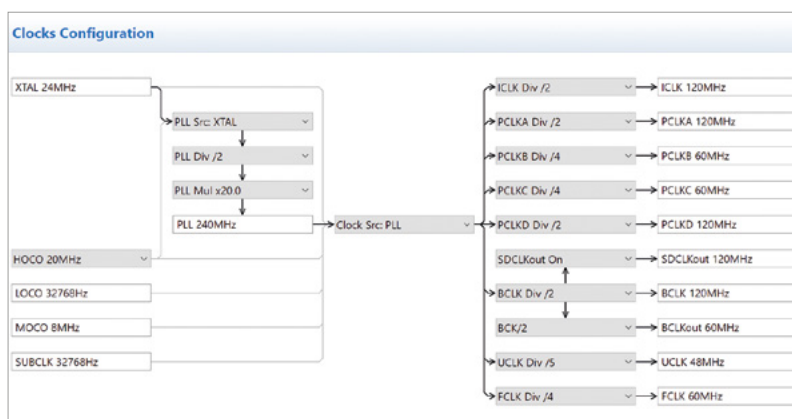 Clocks Configuration
XTAL 24MHz
PLL Src: XTAL
PLL Div /2
PLL Mul x20.0
PLL 240MHz
HOCO 20MHz
LOCO 32768Hz
MOCO 8MHz
SUBCLK 32768Hz
Clock Src: PLL
ICLK Div /2
ICLK 120MHz
PCLKA Div /2
PCLKA 120MHz
PCLKB Div /4
PCLKB 60MHz
PCLKC Div /4
PCLKC 60MHz
PCLKD Div /2
PCLKD 120MHz
SDCLKout On
SDCLKout 120MHz
BCLK Div /2
BCLK 120MHz
BCK/2
BCLKout 60MHz
UCLK Div /5
UCLK 48MHz
FCLK Div /4
FCLK 60MHz